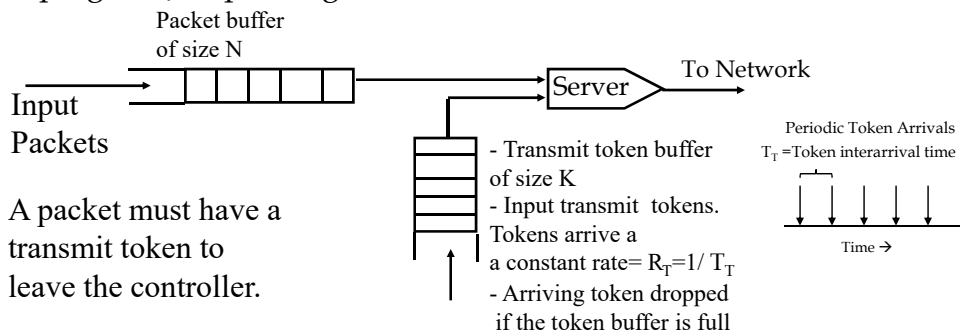 Packet buffer
of size N
Input
Packets
Server
To Network
A packet must have a
transmit token to
leave the controller.
- Transmit token buffer
of size K
- Input transmit tokens.
Tokens arrive a
a constant rate= R_T=1/ T_T
- Arriving token dropped
if the token buffer is full
Periodic Token Arrivals
T_T =Token interarrival time
Time →